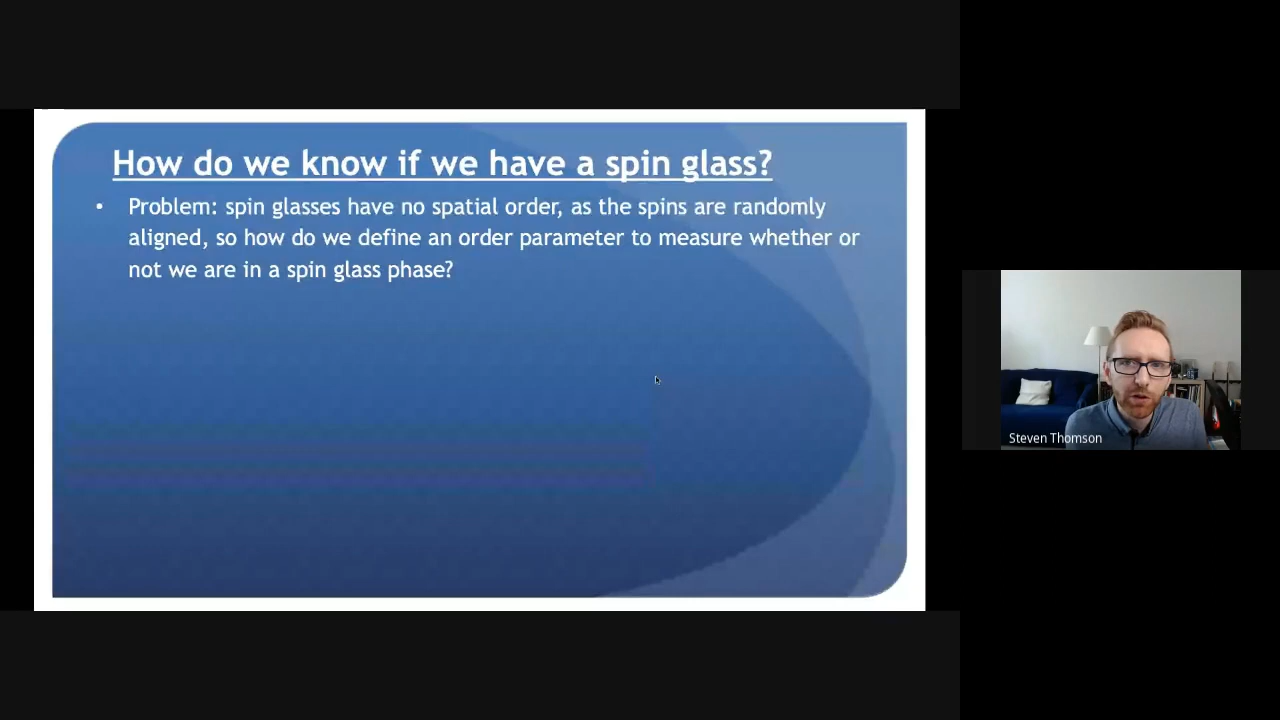 How do we know if we have a spin glass?
• Problem: spin glasses have no spatial order, as the spins are randomly
aligned, so how do we define an order parameter to measure whether or
not we are in a spin glass phase?
Steven Thomson